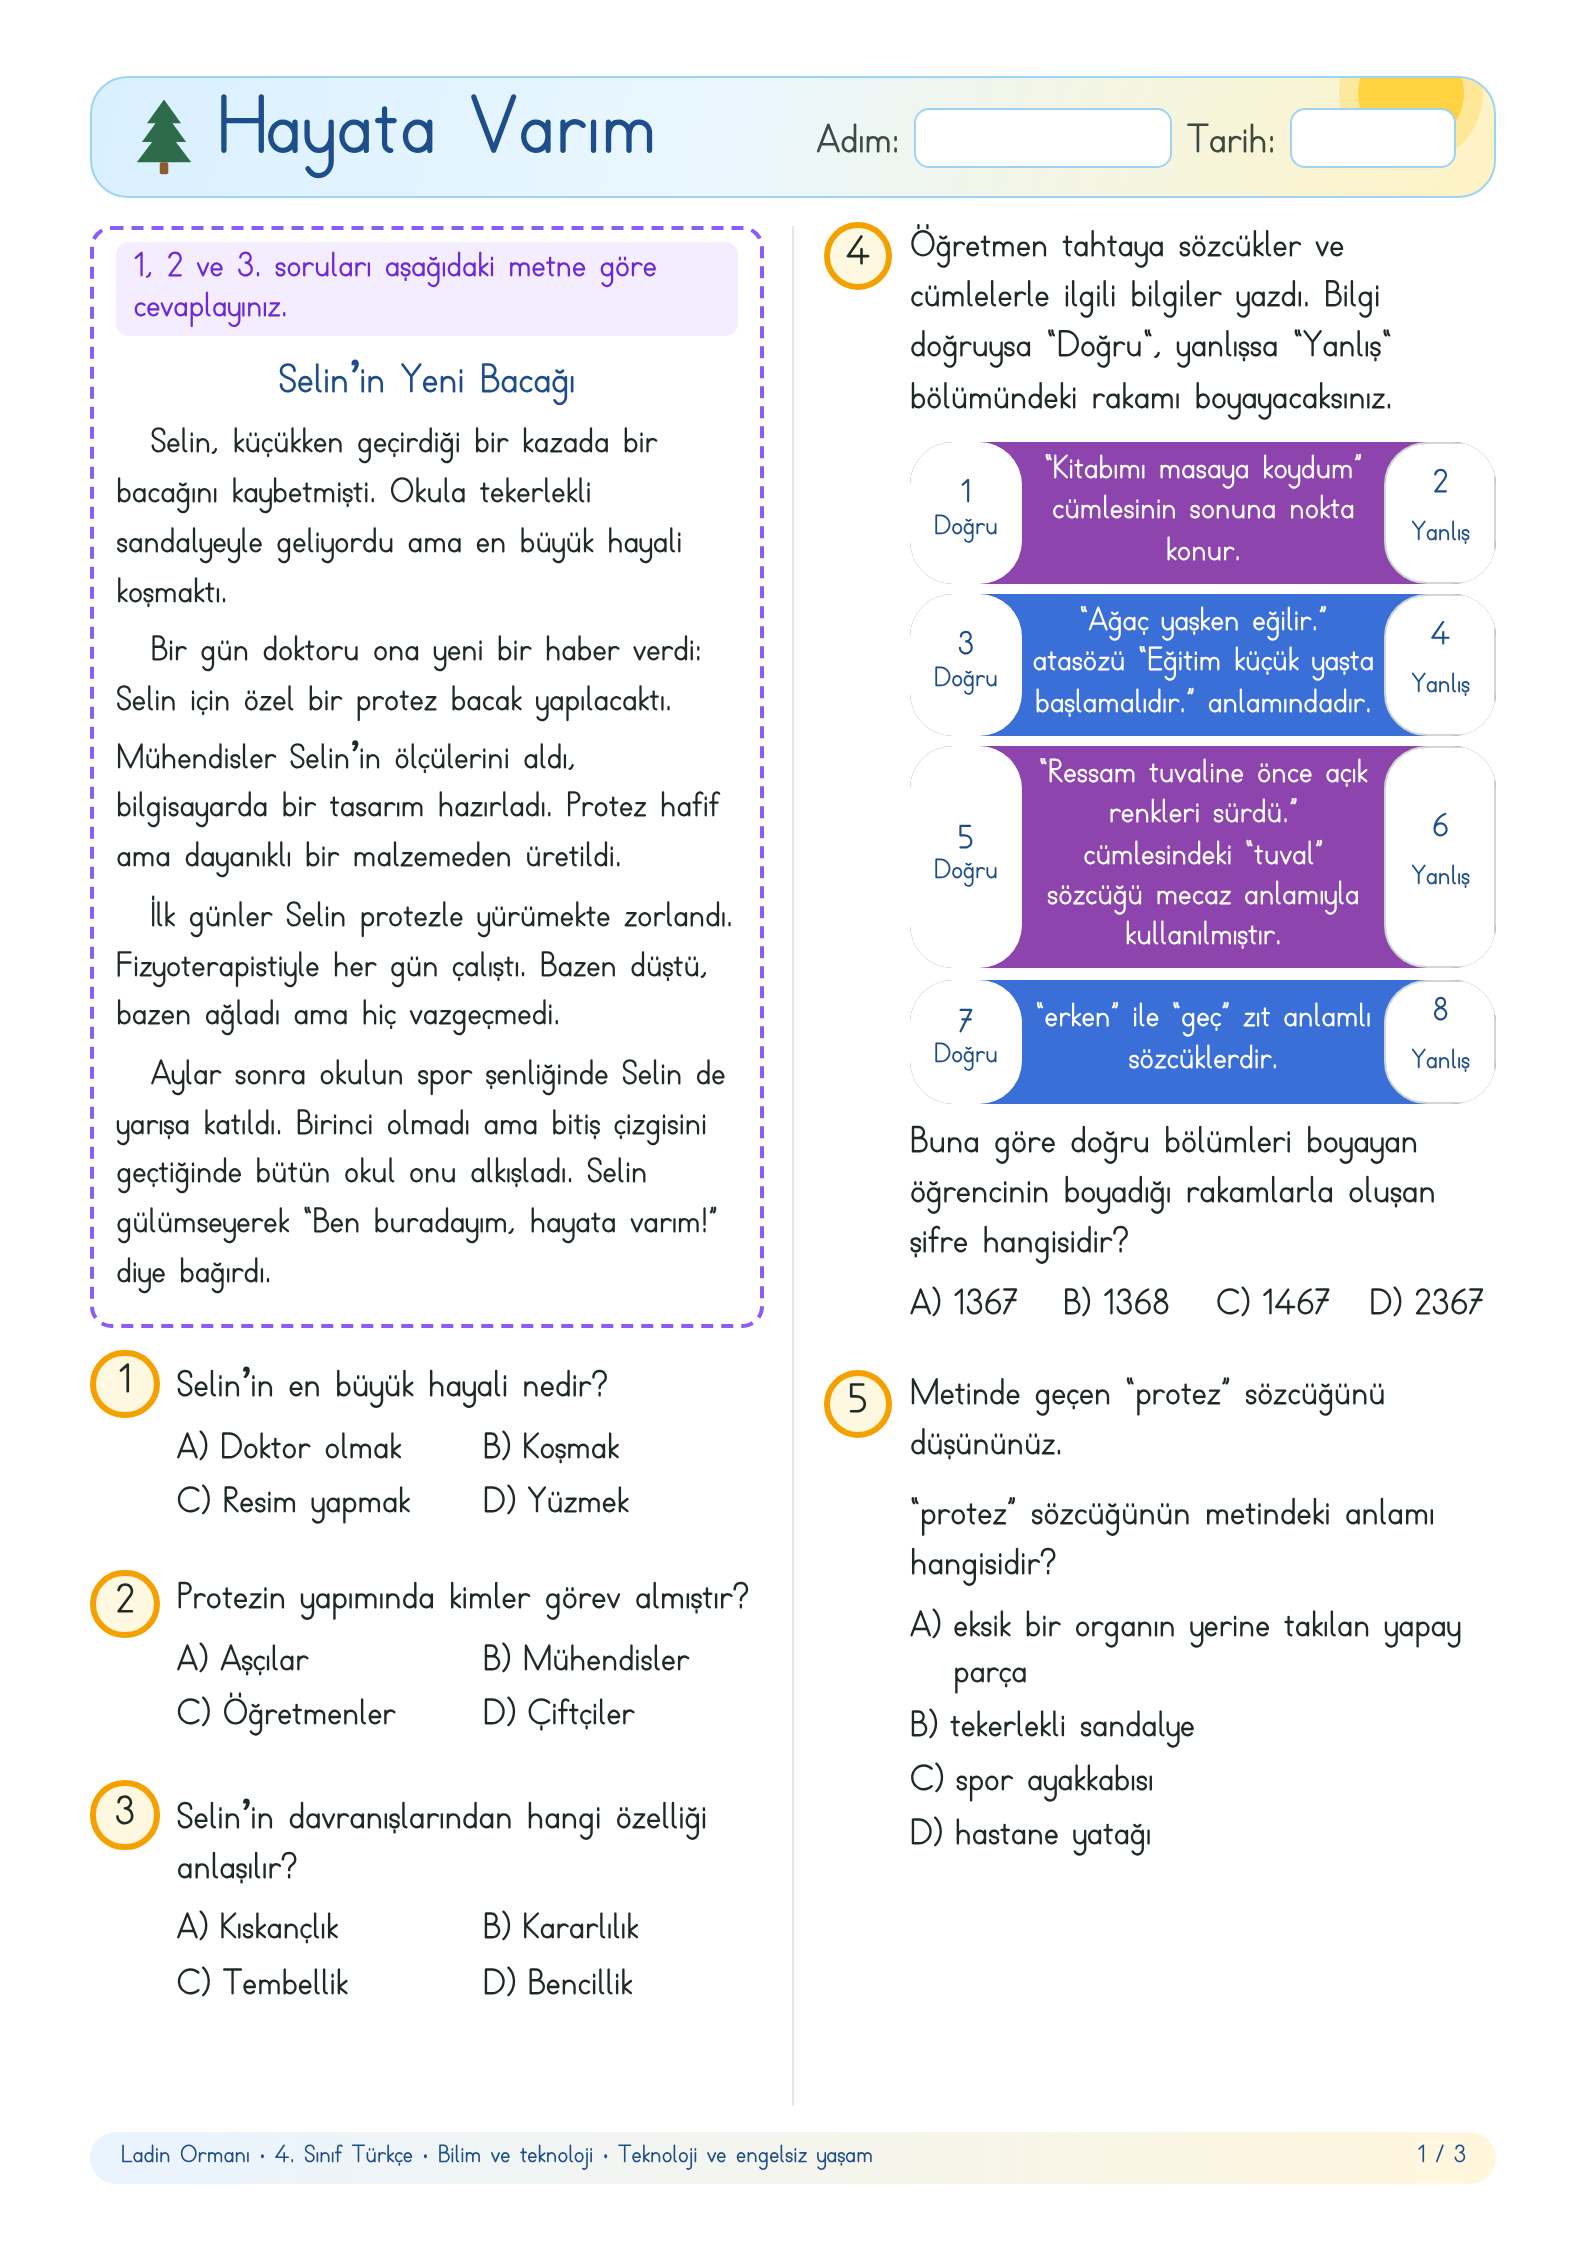 Hayata Varım
Adım:
Tarih:
1, 2 ve 3. soruları aşağıdaki metne göre
cevaplayınız.
Selin’in Yeni Bacağı
Selin, küçükken geçirdiği bir kazada bir
bacağını kaybetmişti. Okula tekerlekli
sandalyeyle geliyordu ama en büyük hayali
koşmaktı.
Bir gün doktoru ona yeni bir haber verdi:
Selin için özel bir protez bacak yapılacaktı.
Mühendisler Selin’in ölçülerini aldı,
bilgisayarda bir tasarım hazırladı. Protez hafif
ama dayanıklı bir malzemeden üretildi.
İlk günler Selin protezle yürümekte zorlandı.
Fizyoterapistiyle her gün çalıştı. Bazen düştü,
bazen ağladı ama hiç vazgeçmedi.
Aylar sonra okulun spor şenliğinde Selin de
yarışa katıldı. Birinci olmadı ama bitiş çizgisini
geçtiğinde bütün okul onu alkışladı. Selin
gülümseyerek “Ben buradayım, hayata varım!”
diye bağırdı.
1
Selin’in en büyük hayali nedir?
A) Doktor olmak B) Koşmak
C) Resim yapmak D) Yüzmek
2
Protezin yapımında kimler görev almıştır?
A) Aşçılar B) Mühendisler
C) Öğretmenler D) Çiftçiler
3
Selin’in davranışlarından hangi özelliği
anlaşılır?
A) Kıskançlık B) Kararlılık
C) Tembellik D) Bencillik
4
Öğretmen tahtaya sözcükler ve
cümlelerle ilgili bilgiler yazdı. Bilgi
doğruysa “Doğru“, yanlışsa “Yanlış“
bölümündeki rakamı boyayacaksınız.
1
Doğru
“Kitabımı masaya koydum”
cümlesinin sonuna nokta
konur.
2
Yanlış
3
Doğru
“Ağaç yaşken eğilir.”
atasözü “Eğitim küçük yaşta
başlamalıdır.” anlamındadır.
4
Yanlış
5
Doğru
“Ressam tuvaline önce açık
renkleri sürdü.”
cümlesindeki “tuval”
sözcüğü mecaz anlamıyla
kullanılmıştır.
6
Yanlış
7
Doğru
“erken” ile “geç” zıt anlamlı
sözcüklerdir.
8
Yanlış
Buna göre doğru bölümleri boyayan
öğrencinin boyadığı rakamlarla oluşan
şifre hangisidir?
A) 1367 B) 1368 C) 1467 D) 2367
5
Metinde geçen “protez” sözcüğünü
düşününüz.
“protez” sözcüğünün metindeki anlamı
hangisidir?
A) eksik bir organın yerine takılan yapay
parça
B) tekerlekli sandalye
C) spor ayakkabısı
D) hastane yatağı
Ladin Ormanı • 4. Sınıf Türkçe • Bilim ve teknoloji • Teknoloji ve engelsiz yaşam
1 / 3